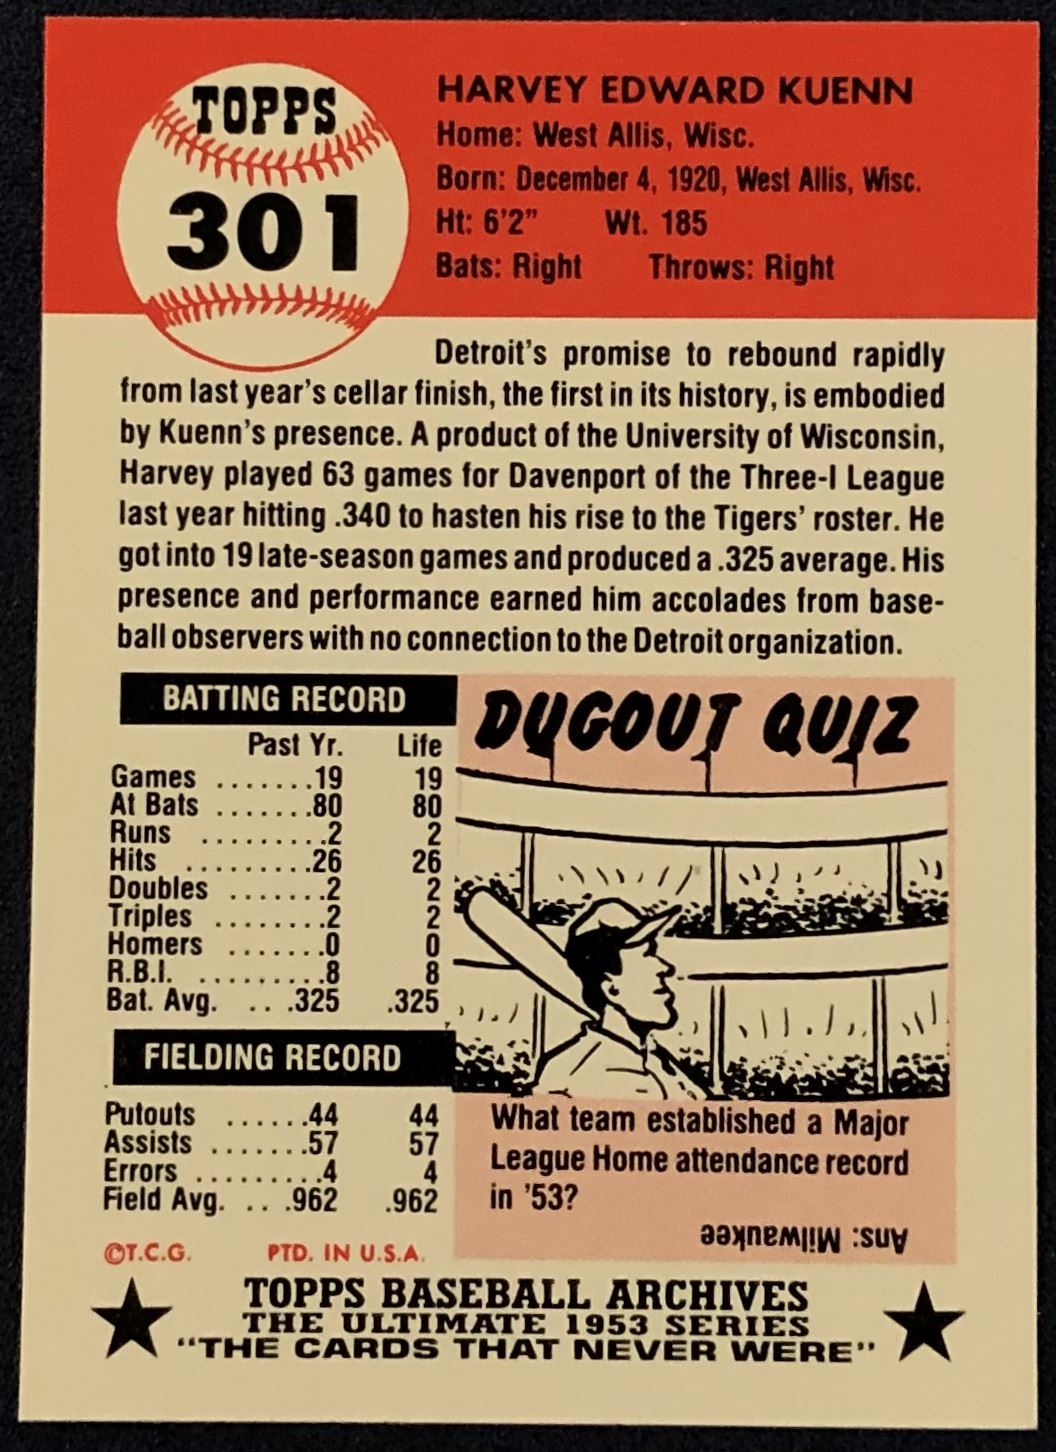 TOPPS
301
HARVEY EDWARD KUENN
Home: West Allis, Wisc.
Born: December 4, 1920, West Allis, Wisc.
Ht: 6'2" Wt. 185
Bats: Right Throws: Right
Detroit's promise to rebound rapidly
from last year's cellar finish, the first in its history, is embodied
by Kuenn's presence. A product of the University of Wisconsin,
Harvey played 63 games for Davenport of the Three-I League
last year hitting .340 to hasten his rise to the Tigers' roster. He
got into 19 late-season games and produced a .325 average. His
presence and performance earned him accolades from base-
ball observers with no connection to the Detroit organization.
BATTING RECORD
Past Yr. Life
Games .......19 19
At Bats .......80 80
Runs .........2 2
Hits .........26 26
Doubles .......2 2
Triples ........2 2
Homers .......0 0
R.B.I. .........8 8
Bat. Avg. ... .325 .325
FIELDING RECORD
Putouts ......44 44
Assists .......57 57
Errors .........4 4
Field Avg. ... .962 .962
DUGOUT QUIZ
What team established a Major
League Home attendance record
in '53?
Ans: Milwaukee
©T.C.G. PTD. IN U.S.A.
TOPPS BASEBALL ARCHIVES
THE ULTIMATE 1953 SERIES
"THE CARDS THAT NEVER WERE"